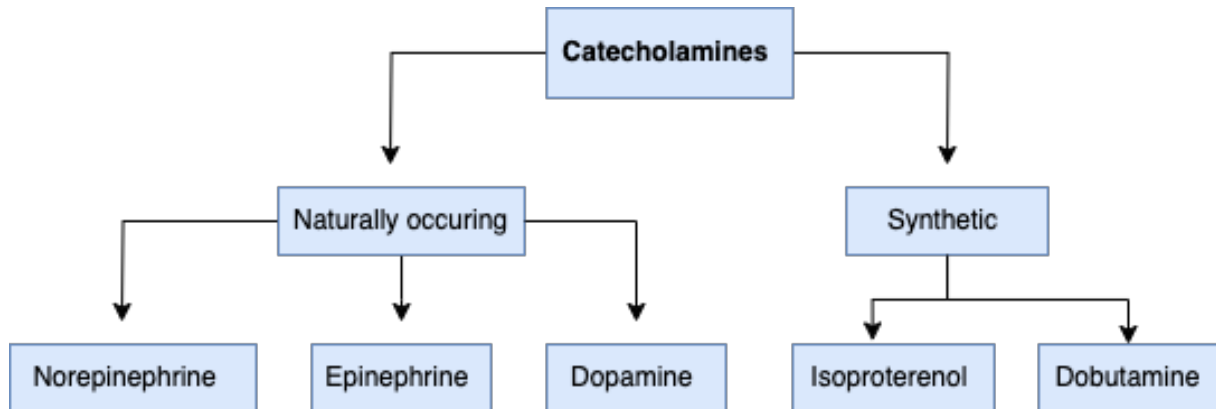 Catecholamines
Naturally occuring
Synthetic
Norepinephrine
Epinephrine
Dopamine
Isoproterenol
Dobutamine